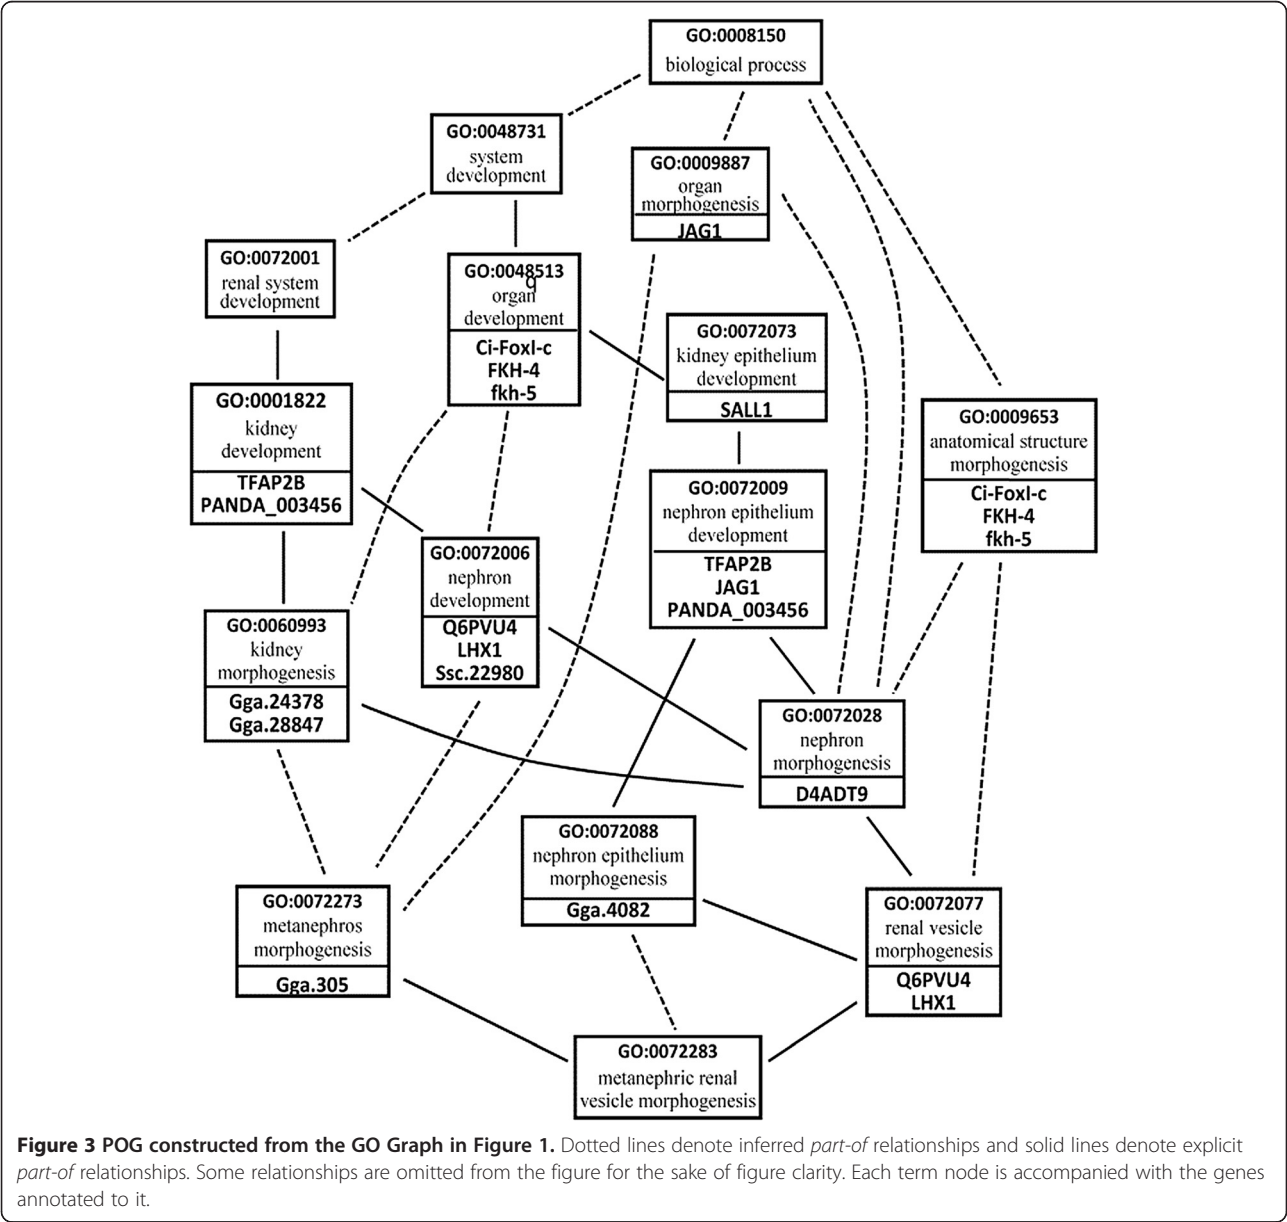 GO:0008150
biological process
GO:0048731
system
development
GO:0009887
organ
morphogenesis
JAG1
GO:0072001
renal system
development
GO:0048513
q
organ
development
Ci-FoxI-c
FKH-4
fkh-5
GO:0072073
kidney epithelium
development
SALL1
GO:0001822
kidney
development
TFAP2B
PANDA_003456
GO:0009653
anatomical structure
morphogenesis
Ci-FoxI-c
FKH-4
fkh-5
GO:0072009
nephron epithelium
development
TFAP2B
JAG1
PANDA_003456
GO:0072006
nephron
development
Q6PVU4
LHX1
Ssc.22980
GO:0060993
kidney
morphogenesis
Gga.24378
Gga.28847
GO:0072028
nephron
morphogenesis
D4ADT9
GO:0072088
nephron epithelium
morphogenesis
Gga.4082
GO:0072273
metanephros
morphogenesis
Gga.305
GO:0072077
renal vesicle
morphogenesis
Q6PVU4
LHX1
GO:0072283
metanephric renal
vesicle morphogenesis
Figure 3 POG constructed from the GO Graph in Figure 1. Dotted lines denote inferred part-of relationships and solid lines denote explicit
part-of relationships. Some relationships are omitted from the figure for the sake of figure clarity. Each term node is accompanied with the genes
annotated to it.